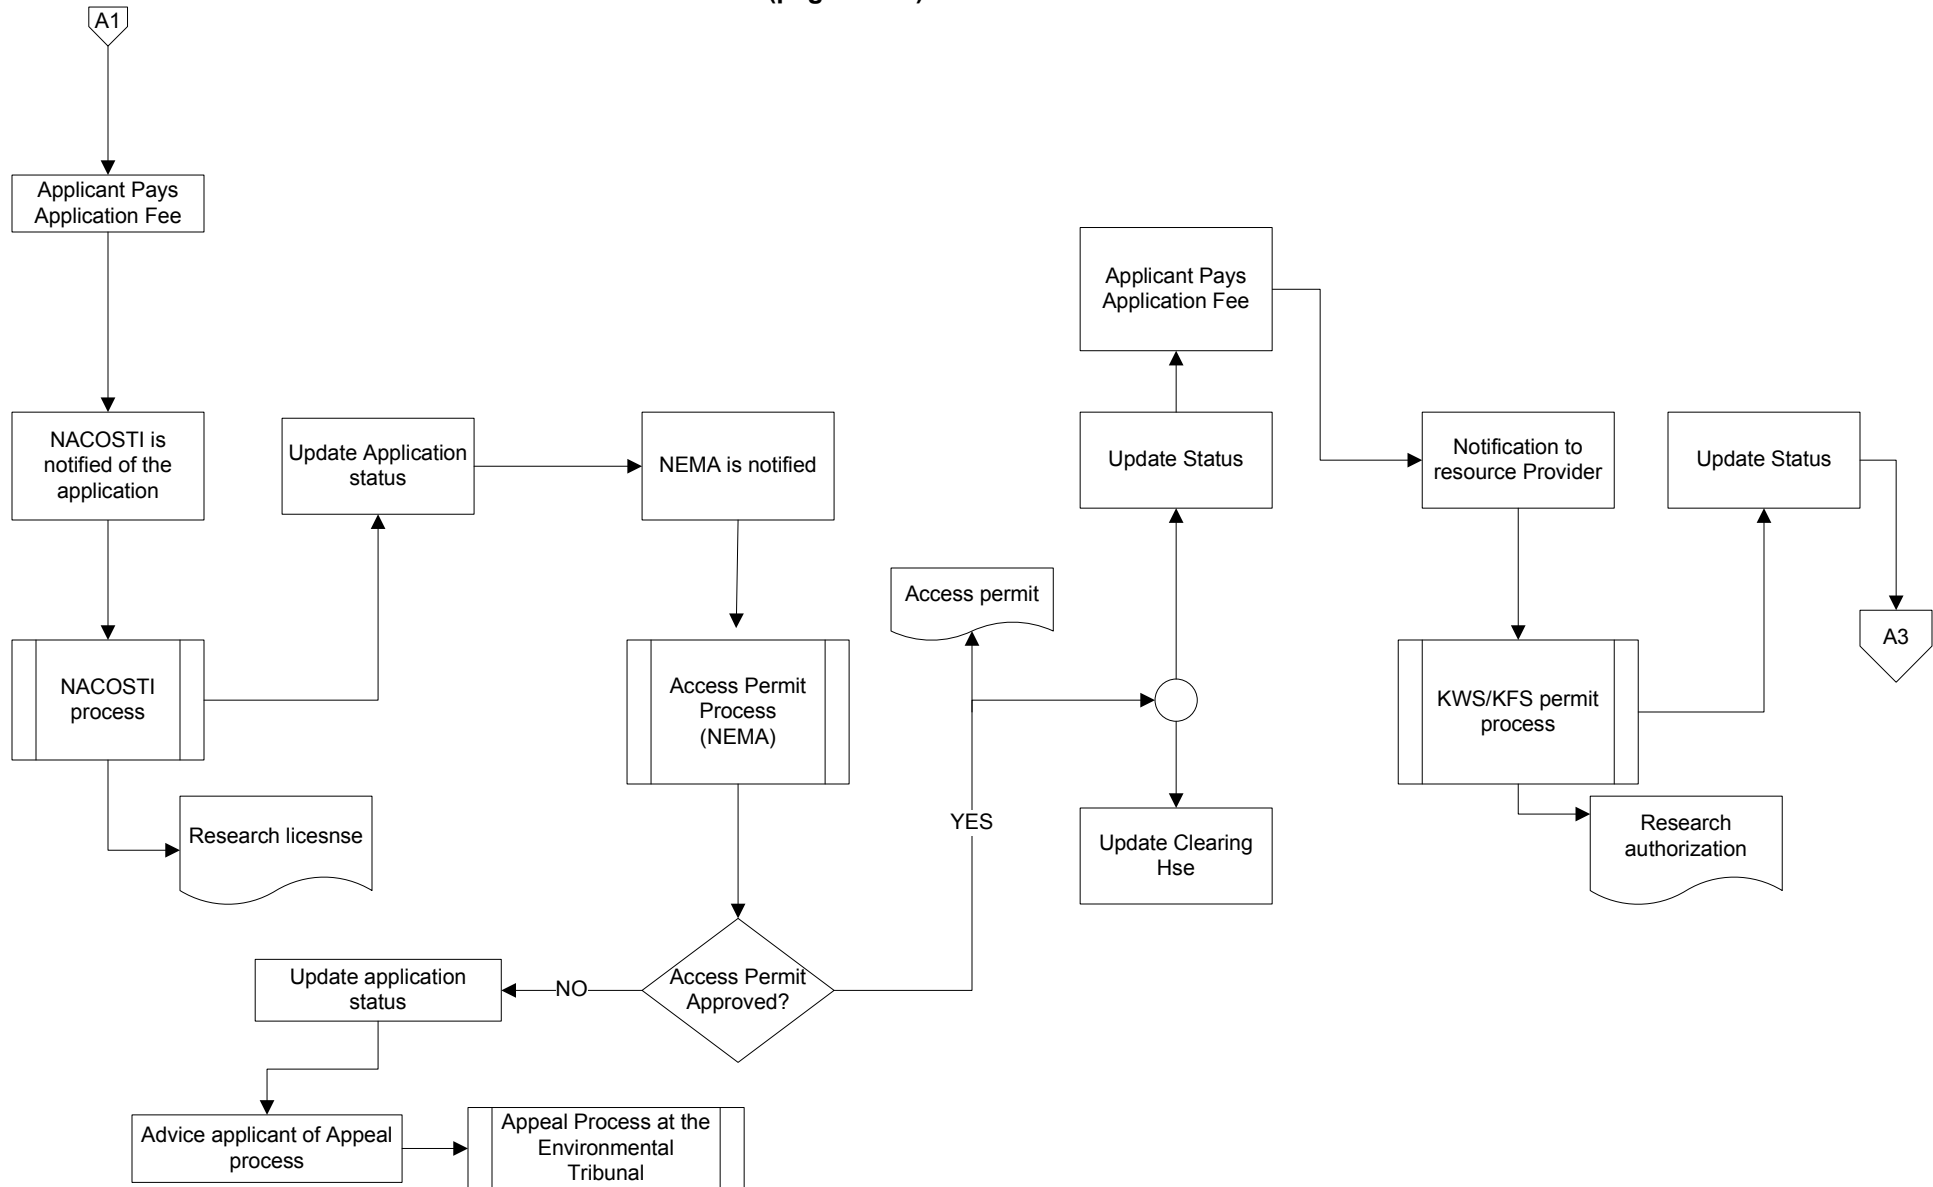 A1
Applicant Pays
Application Fee
NACOSTI is
notified of the
application
NACOSTI
process
Research licesnse
Update Application
status
NEMA is notified
Access Permit
Process
(NEMA)
Access Permit
Approved?
NO
Update application
status
Advice applicant of Appeal
process
Appeal Process at the
Environmental
Tribunal
YES
Access permit
Update Clearing
Hse
Update Status
Applicant Pays
Application Fee
Notification to
resource Provider
KWS/KFS permit
process
Research
authorization
Update Status
A3